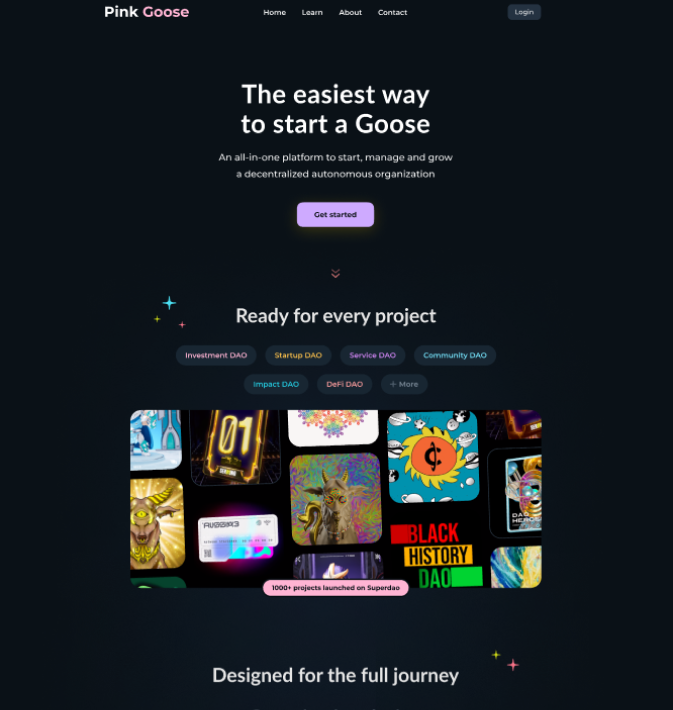 Pink Goose
Home Learn About Contact
Login
The easiest way
to start a Goose
An all-in-one platform to start, manage and grow
a decentralized autonomous organization
Get started
Ready for every project
Investment DAO Startup DAO Service DAO Community DAO
Impact DAO DeFi DAO + More
01
BLACK
HISTORY
DAO
1000+ projects launched on Superdao
Designed for the full journey